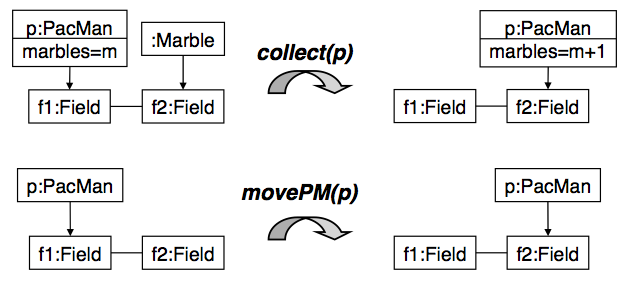 p:PacMan
marbles=m
:Marble
collect(p)
p:PacMan
marbles=m+1
f1:Field
f2:Field
f1:Field
f2:Field
p:PacMan
movePM(p)
p:PacMan
f1:Field
f2:Field
f1:Field
f2:Field